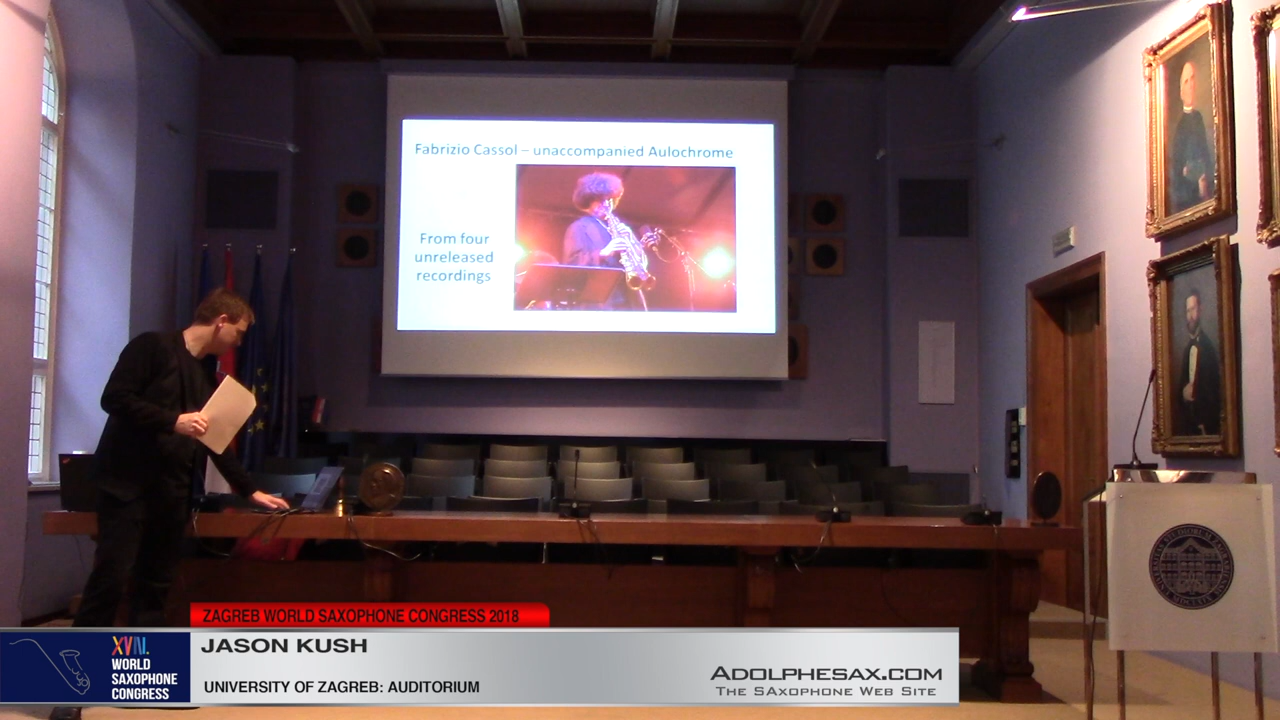 Fabrizio Cassol – unaccompanied Aulochrome
From four
unreleased
recordings
ZAGREB WORLD SAXOPHONE CONGRESS 2018
JASON KUSH
UNIVERSITY OF ZAGREB: AUDITORIUM
XVIII.
WORLD
SAXOPHONE
CONGRESS
ADOLPHESAX.COM
THE SAXOPHONE WEB SITE